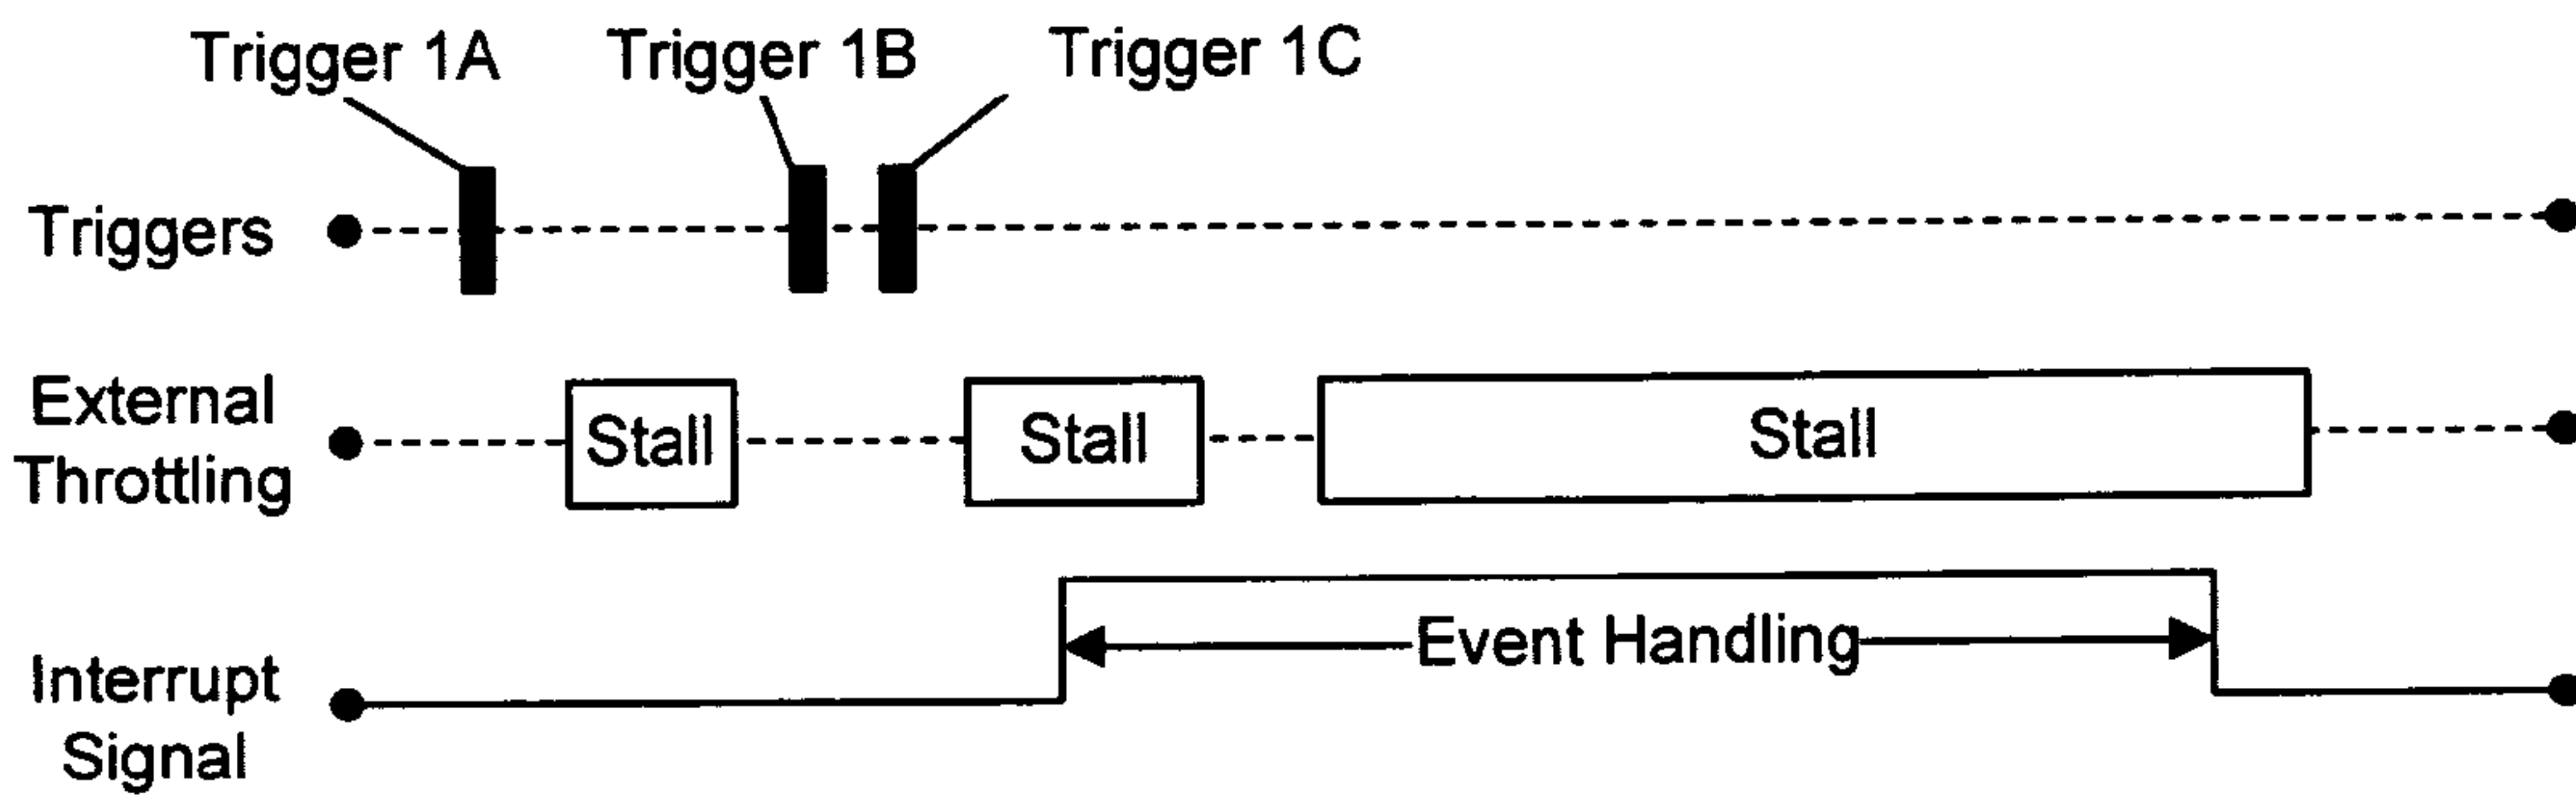 Trigger 1A
Trigger 1B
Trigger 1C
Triggers
External
Throttling
Stall
Stall
Stall
Event Handling
Interrupt
Signal